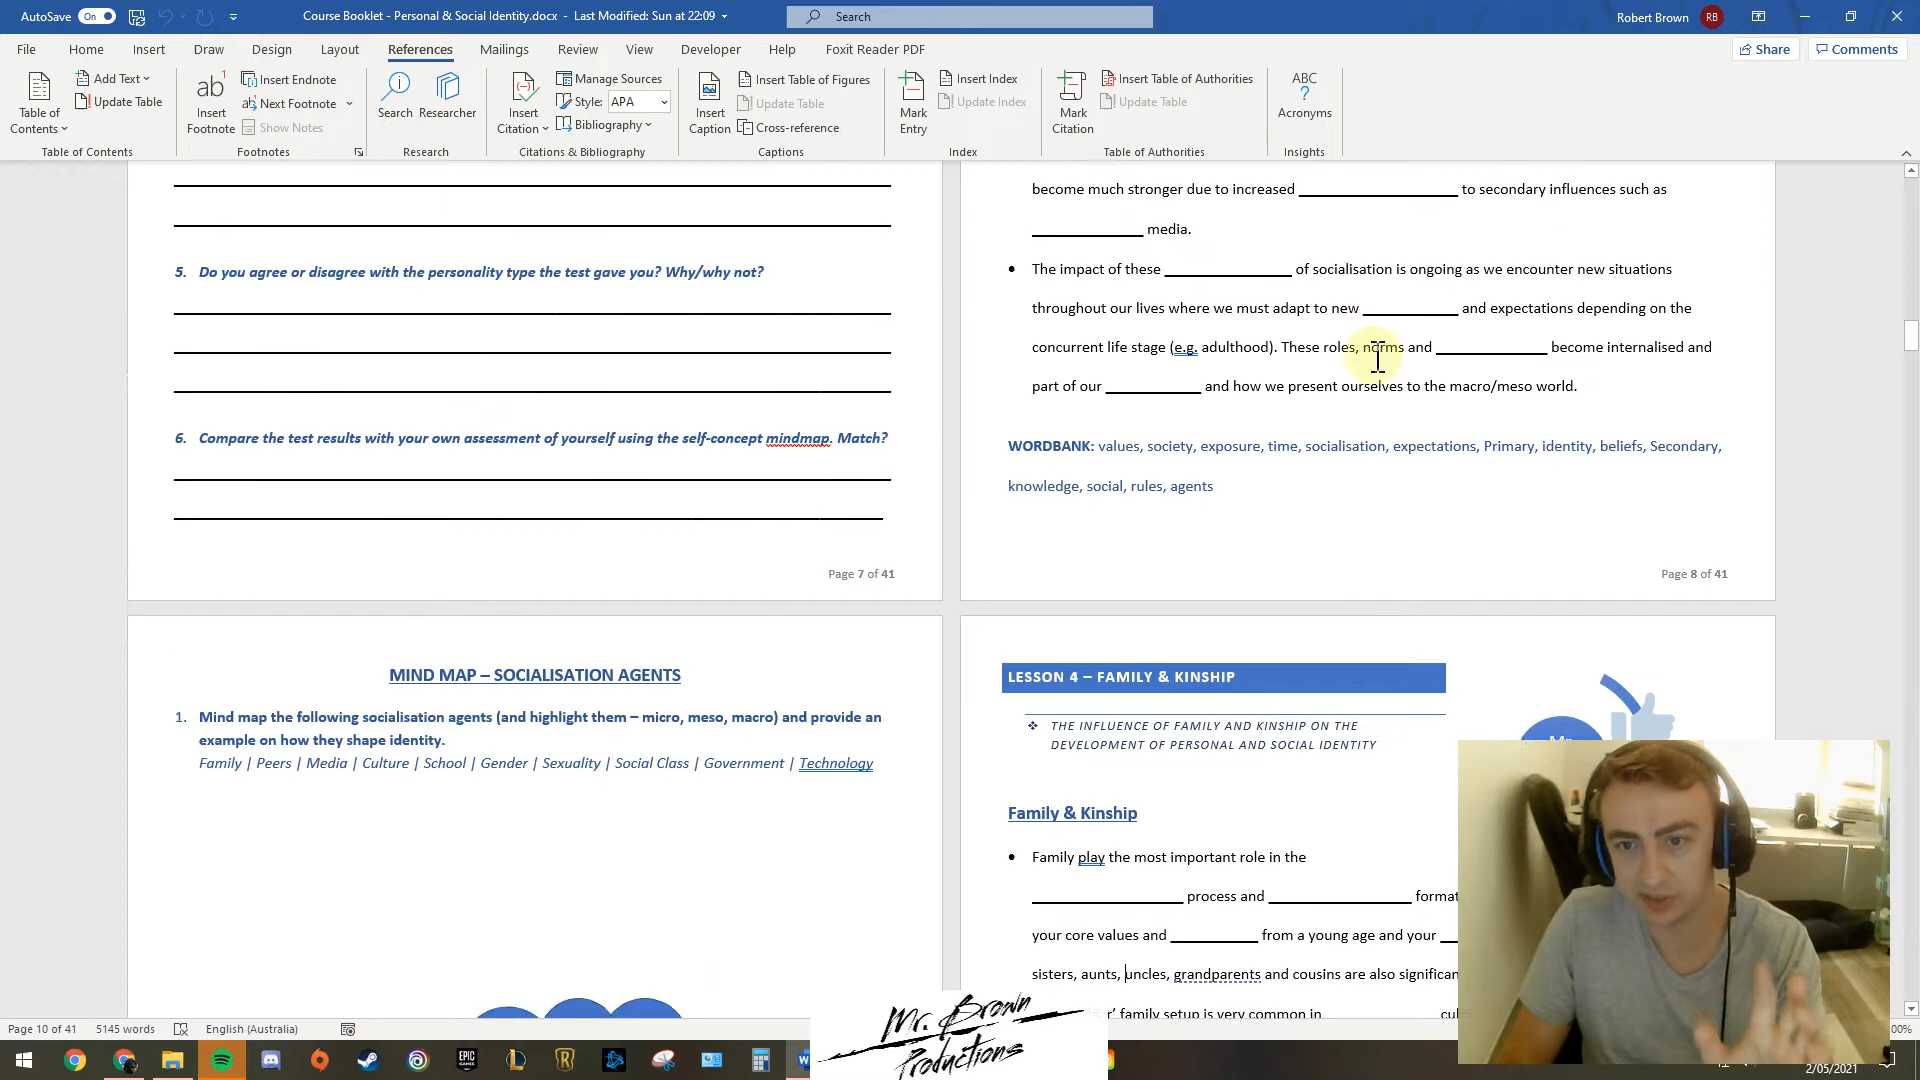 AutoSave On
Course Booklet - Personal & Social Identity.docx - Last Modified: Sun at 22:09
Search
Robert Brown RB
File Home Insert Draw Design Layout References Mailings Review View Developer Help Foxit Reader PDF
Share Comments
Table of Contents
Add Text
Update Table
Table of Contents
ab
Insert Footnote
Insert Endnote
Next Footnote
Show Notes
Footnotes
Search Researcher
Research
Insert Citation
Manage Sources
Style: APA
Bibliography
Citations & Bibliography
Insert Caption
Insert Table of Figures
Update Table
Cross-reference
Captions
Mark Entry
Insert Index
Update Index
Index
Mark Citation
Insert Table of Authorities
Update Table
Table of Authorities
ABC
?
Acronyms
Insights
5. Do you agree or disagree with the personality type the test gave you? Why/why not?
6. Compare the test results with your own assessment of yourself using the self-concept mindmap. Match?
Page 7 of 41
become much stronger due to increased ____ to secondary influences such as
____ media.
• The impact of these ____ of socialisation is ongoing as we encounter new situations
throughout our lives where we must adapt to new ____ and expectations depending on the
concurrent life stage (e.g. adulthood). These roles, norms and ____ become internalised and
part of our ____ and how we present ourselves to the macro/meso world.
WORDBANK: values, society, exposure, time, socialisation, expectations, Primary, identity, beliefs, Secondary,
knowledge, social, rules, agents
Page 8 of 41
MIND MAP – SOCIALISATION AGENTS
1. Mind map the following socialisation agents (and highlight them – micro, meso, macro) and provide an
example on how they shape identity.
Family | Peers | Media | Culture | School | Gender | Sexuality | Social Class | Government | Technology
LESSON 4 – FAMILY & KINSHIP
❖ THE INFLUENCE OF FAMILY AND KINSHIP ON THE
DEVELOPMENT OF PERSONAL AND SOCIAL IDENTITY
Family & Kinship
• Family play the most important role in the
____ process and ____ format
your core values and ____ from a young age and your
sisters, aunts, uncles, grandparents and cousins are also significan
family setup is very common in ____
Mr. Brown
Productions
Page 10 of 41 5145 words English (Australia)
00%
EPIC
2/05/2021